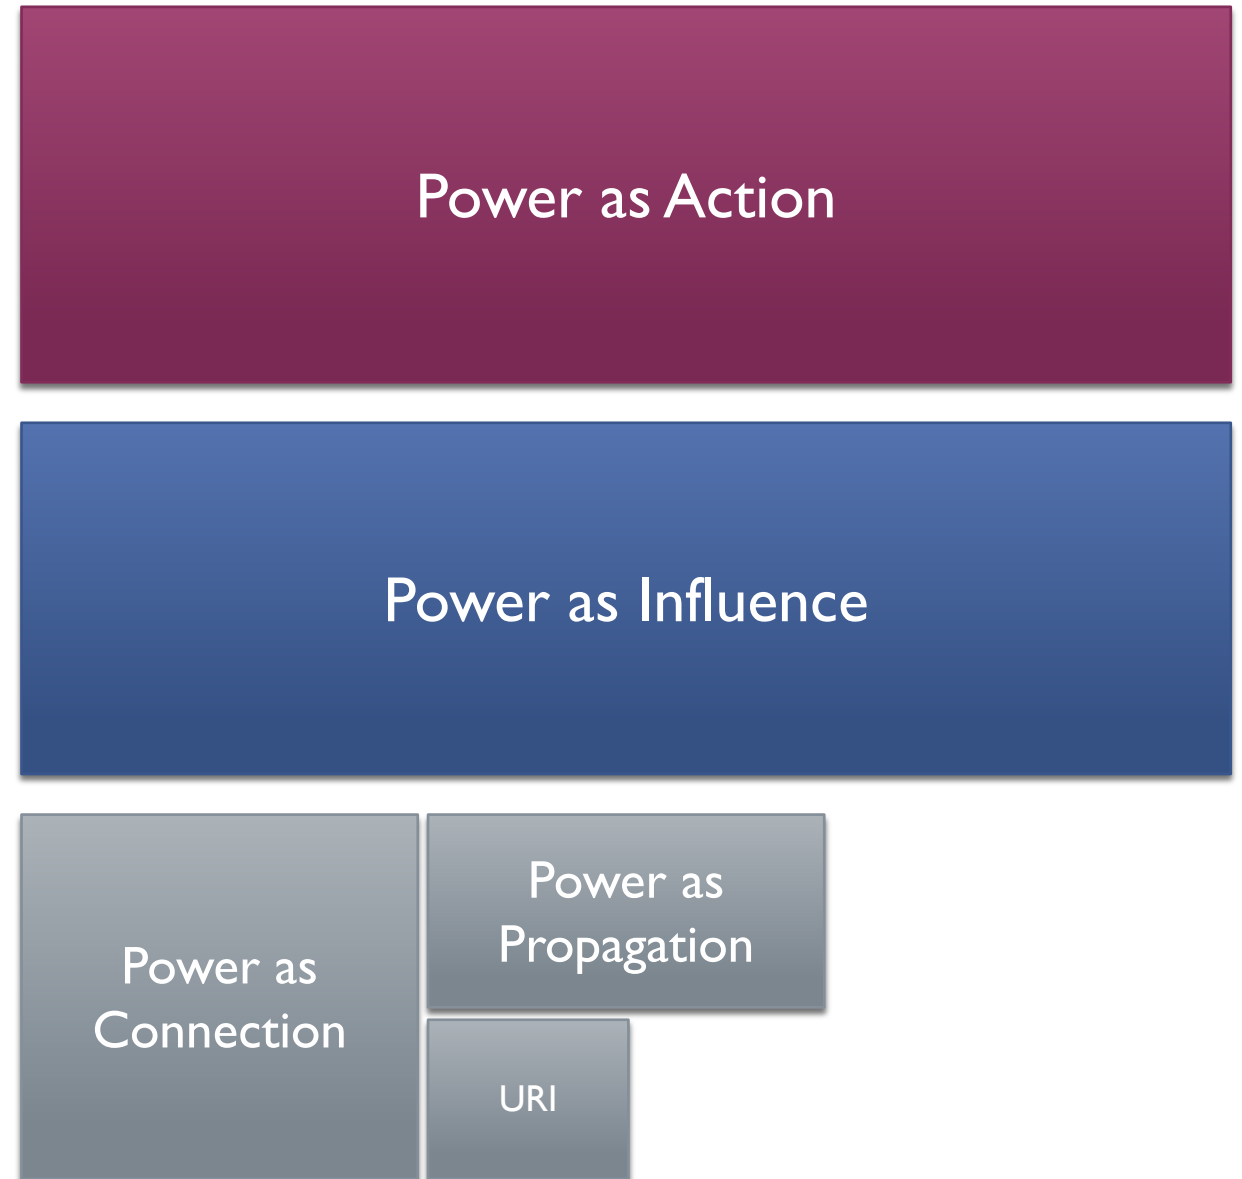 Power as Action
Power as Influence
Power as
Connection
Power as
Propagation
URI